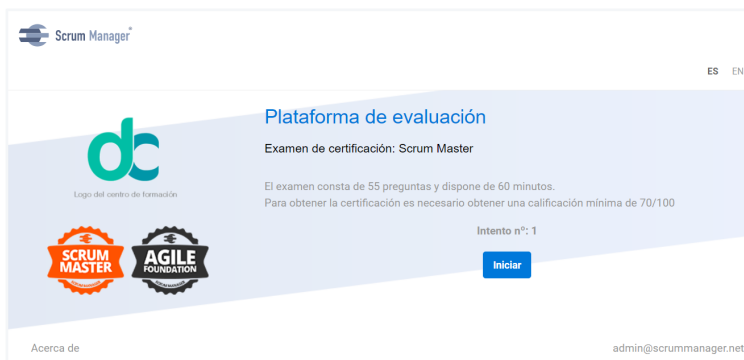 Scrum Manager®
ES EN
Plataforma de evaluación
Examen de certificación: Scrum Master
dc
Logo del centro de formación
El examen consta de 55 preguntas y dispone de 60 minutos.
Para obtener la certificación es necesario obtener una calificación mínima de 70/100
Intento nº: 1
Iniciar
SCRUM
MASTER
AGILE
FOUNDATION
Acerca de
admin@scrummanager.net